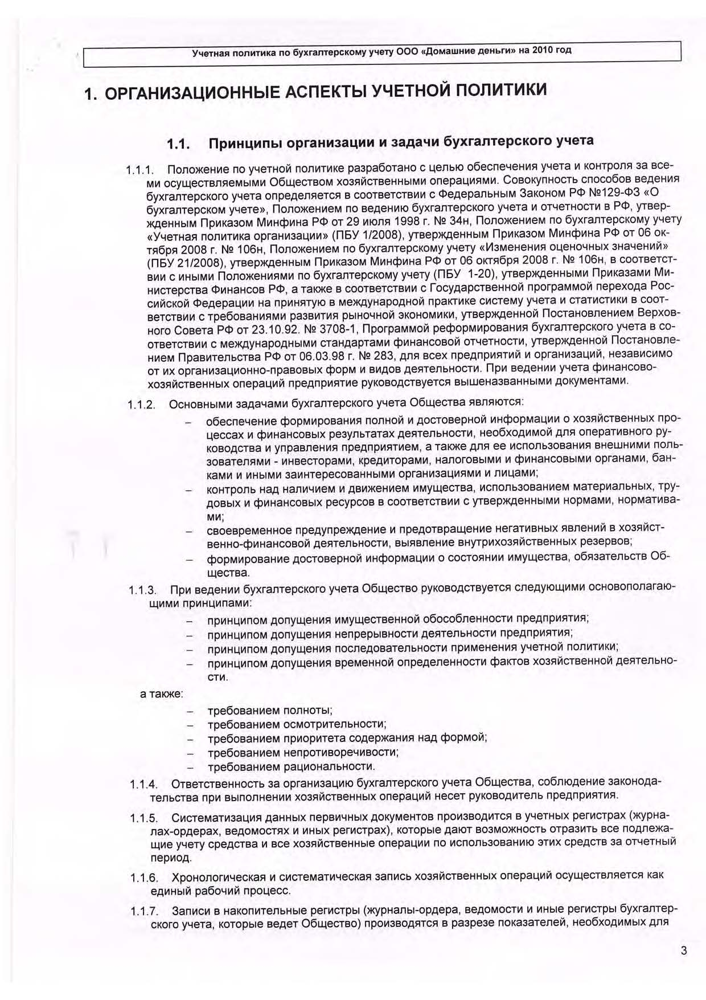 Учетная политика по бухгалтерскому учету ООО «Домашние деньги» на 2010 год
1. ОРГАНИЗАЦИОННЫЕ АСПЕКТЫ УЧЕТНОЙ ПОЛИТИКИ
1.1. Принципы организации и задачи бухгалтерского учета
1.1.1. Положение по учетной политике разработано с целью обеспечения учета и контроля за все-
ми осуществляемыми Обществом хозяйственными операциями. Совокупность способов ведения
бухгалтерского учета определяется в соответствии с Федеральным Законом РФ №129-ФЗ «О
бухгалтерском учете», Положением по ведению бухгалтерского учета и отчетности в РФ, утвер-
жденным Приказом Минфина РФ от 29 июля 1998 г. № 34н, Положением по бухгалтерскому учету
«Учетная политика организации» (ПБУ 1/2008), утвержденным Приказом Минфина РФ от 06 ок-
тября 2008 г. № 106н, Положением по бухгалтерскому учету «Изменения оценочных значений»
(ПБУ 21/2008), утвержденным Приказом Минфина РФ от 06 октября 2008 г. № 106н, в соответст-
вии с иными Положениями по бухгалтерскому учету (ПБУ 1-20), утвержденными Приказами Ми-
нистерства Финансов РФ, а также в соответствии с Государственной программой перехода Рос-
сийской Федерации на принятую в международной практике систему учета и статистики в соот-
ветствии с требованиями развития рыночной экономики, утвержденной Постановлением Верхов-
ного Совета РФ от 23.10.92. № 3708-1, Программой реформирования бухгалтерского учета в со-
ответствии с международными стандартами финансовой отчетности, утвержденной Постановле-
нием Правительства РФ от 06.03.98 г. № 283, для всех предприятий и организаций, независимо
от их организационно-правовых форм и видов деятельности. При ведении учета финансово-
хозяйственных операций предприятие руководствуется вышеназванными документами.
1.1.2. Основными задачами бухгалтерского учета Общества являются:
– обеспечение формирования полной и достоверной информации о хозяйственных про-
цессах и финансовых результатах деятельности, необходимой для оперативного ру-
ководства и управления предприятием, а также для ее использования внешними поль-
зователями - инвесторами, кредиторами, налоговыми и финансовыми органами, бан-
ками и иными заинтересованными организациями и лицами;
– контроль над наличием и движением имущества, использованием материальных, тру-
довых и финансовых ресурсов в соответствии с утвержденными нормами, норматива-
ми;
– своевременное предупреждение и предотвращение негативных явлений в хозяйст-
венно-финансовой деятельности, выявление внутрихозяйственных резервов;
– формирование достоверной информации о состоянии имущества, обязательств Об-
щества.
1.1.3. При ведении бухгалтерского учета Общество руководствуется следующими основополагаю-
щими принципами:
– принципом допущения имущественной обособленности предприятия;
– принципом допущения непрерывности деятельности предприятия;
– принципом допущения последовательности применения учетной политики;
– принципом допущения временной определенности фактов хозяйственной деятельно-
сти.
а также:
– требованием полноты;
– требованием осмотрительности;
– требованием приоритета содержания над формой;
– требованием непротиворечивости;
– требованием рациональности.
1.1.4. Ответственность за организацию бухгалтерского учета Общества, соблюдение законода-
тельства при выполнении хозяйственных операций несет руководитель предприятия.
1.1.5. Систематизация данных первичных документов производится в учетных регистрах (журна-
лах-ордерах, ведомостях и иных регистрах), которые дают возможность отразить все подлежа-
щие учету средства и все хозяйственные операции по использованию этих средств за отчетный
период.
1.1.6. Хронологическая и систематическая запись хозяйственных операций осуществляется как
единый рабочий процесс.
1.1.7. Записи в накопительные регистры (журналы-ордера, ведомости и иные регистры бухгалтер-
ского учета, которые ведет Общество) производятся в разрезе показателей, необходимых для
3